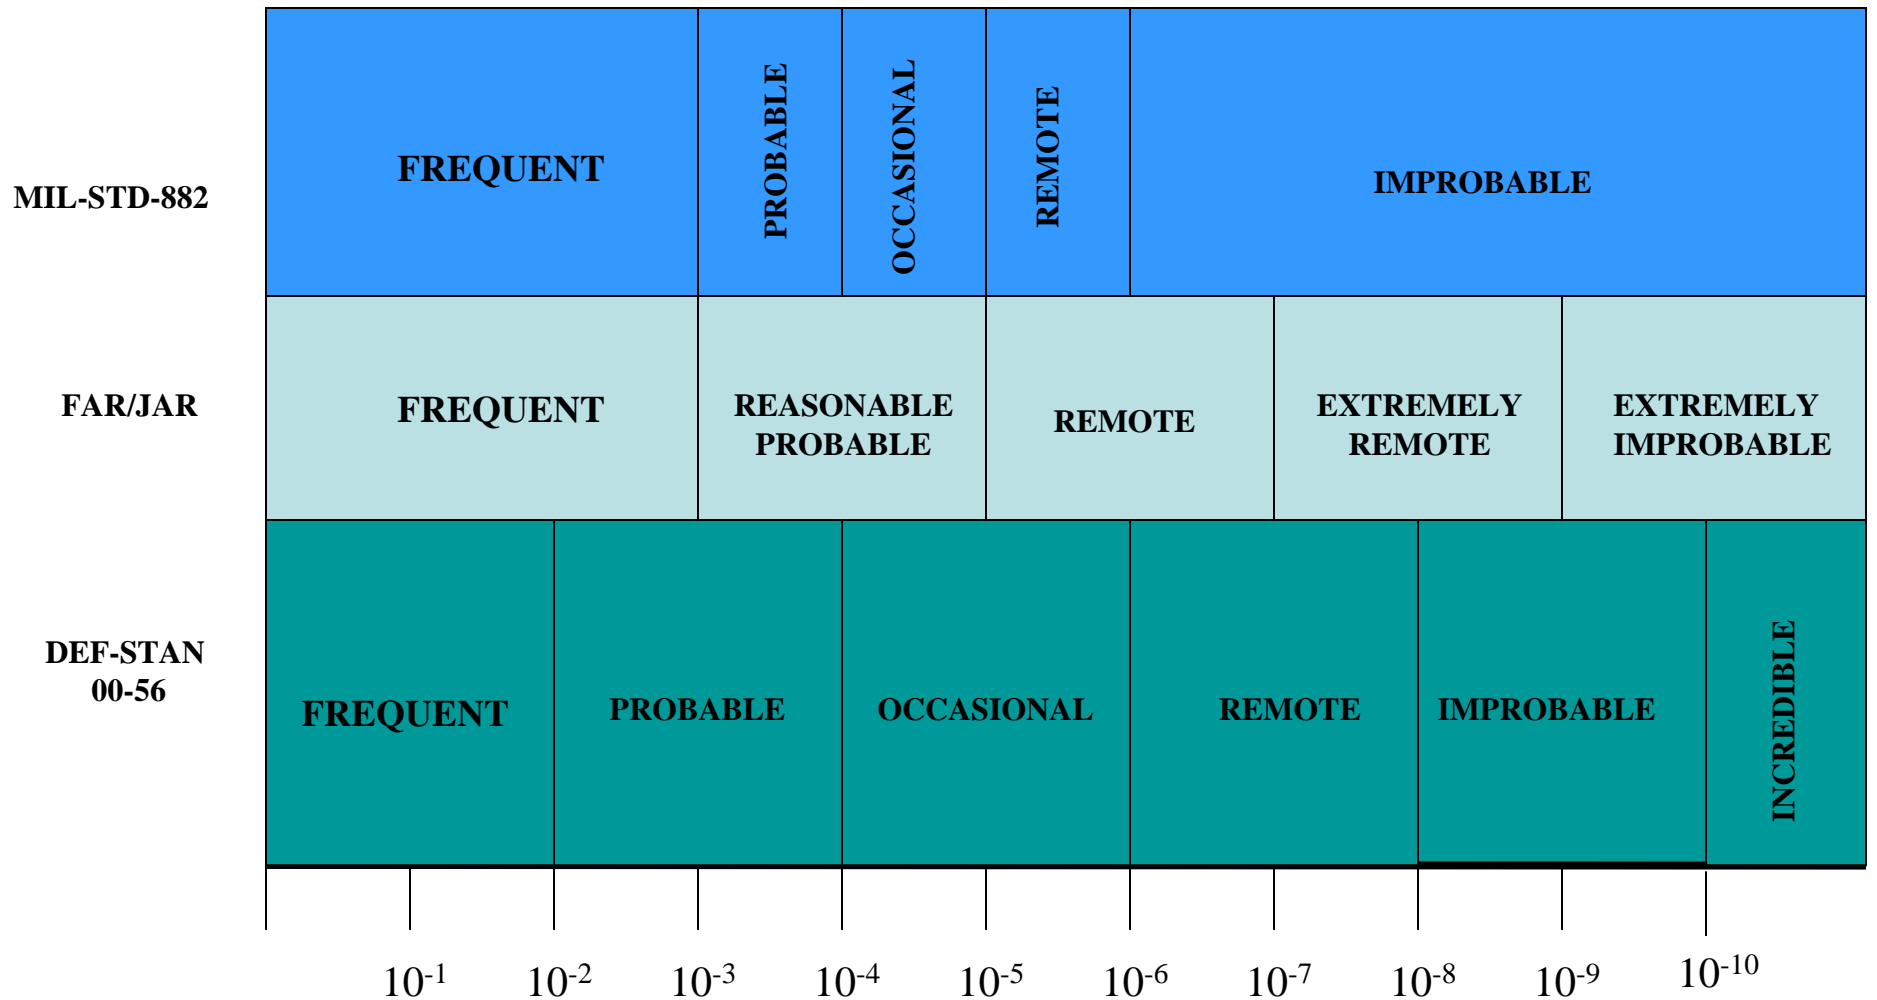 MIL-STD-882
FREQUENT
PROBABLE
OCCASIONAL
REMOTE
IMPROBABLE
FAR/JAR
FREQUENT
REASONABLE
PROBABLE
REMOTE
EXTREMELY
REMOTE
EXTREMELY
IMPROBABLE
DEF-STAN
00-56
FREQUENT
PROBABLE
OCCASIONAL
REMOTE
IMPROBABLE
INCREDIBLE
10-1 10-2 10-3 10-4 10-5 10-6 10-7 10-8 10-9 10-10